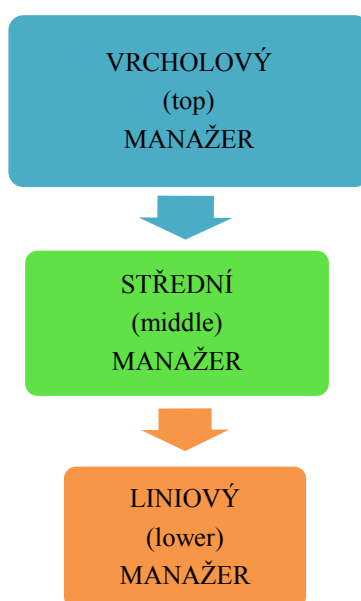 VRCHOLOVÝ
(top)
MANAŽER
STŘEDNÍ
(middle)
MANAŽER
LINIOVÝ
(lower)
MANAŽER